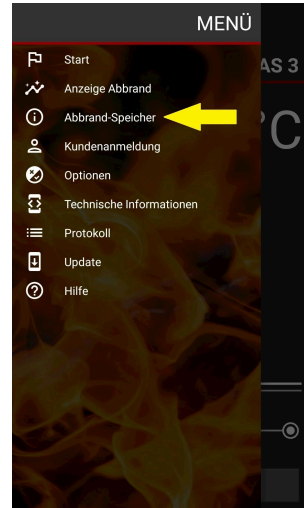 MENÜ
AS 3
Start
Anzeige Abbrand
Abbrand-Speicher
°C
Kundenanmeldung
Optionen
Technische Informationen
Protokoll
Update
Hilfe